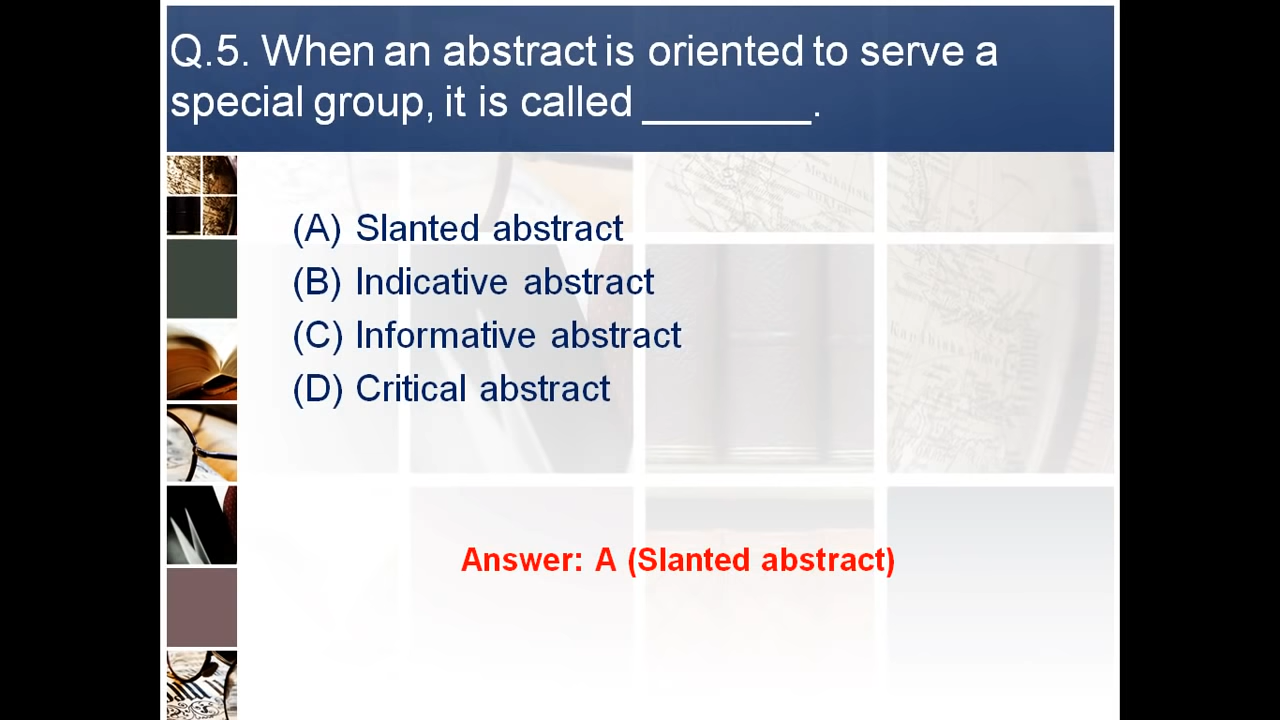 Q.5. When an abstract is oriented to serve a
special group, it is called ________.
(A) Slanted abstract
(B) Indicative abstract
(C) Informative abstract
(D) Critical abstract
Answer: A (Slanted abstract)